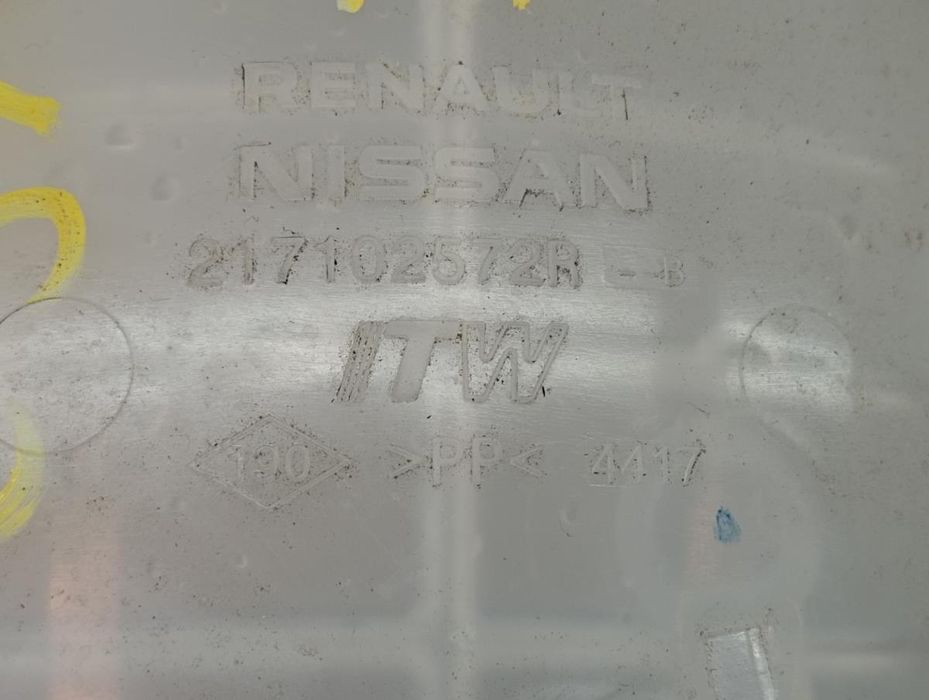 RENAULT
NISSAN
217102572R --B
ITW
190 >PP< 4417